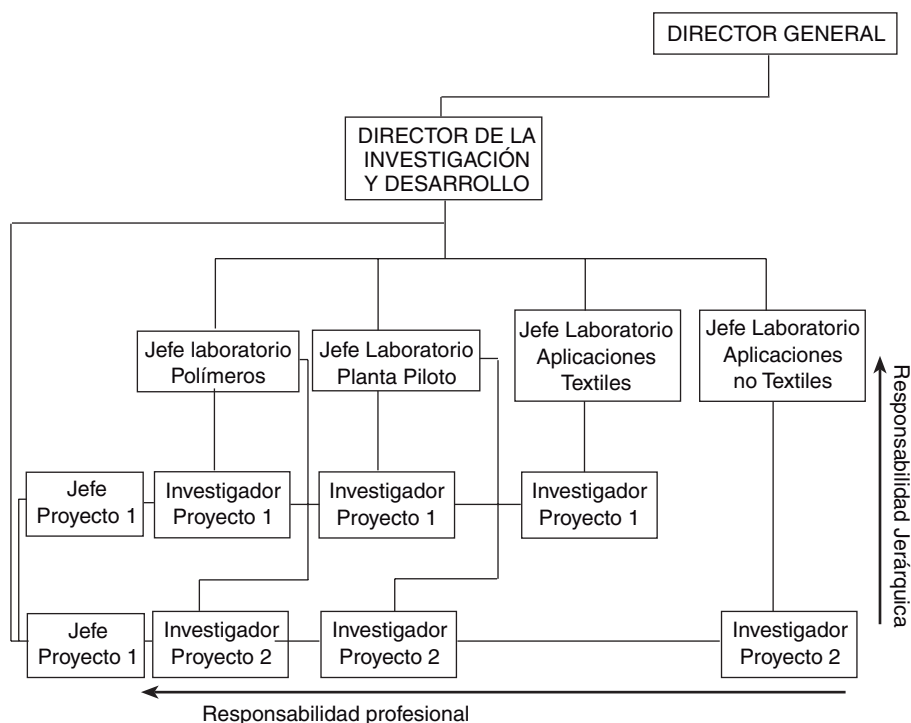 DIRECTOR GENERAL
DIRECTOR DE LA
INVESTIGACIÓN
Y DESARROLLO
Jefe laboratorio
Polímeros
Jefe Laboratorio
Planta Piloto
Jefe Laboratorio
Aplicaciones
Textiles
Jefe Laboratorio
Aplicaciones
no Textiles
Responsabilidad Jerárquica
Jefe
Proyecto 1
Investigador
Proyecto 1
Investigador
Proyecto 1
Investigador
Proyecto 1
Jefe
Proyecto 1
Investigador
Proyecto 2
Investigador
Proyecto 2
Investigador
Proyecto 2
Responsabilidad profesional